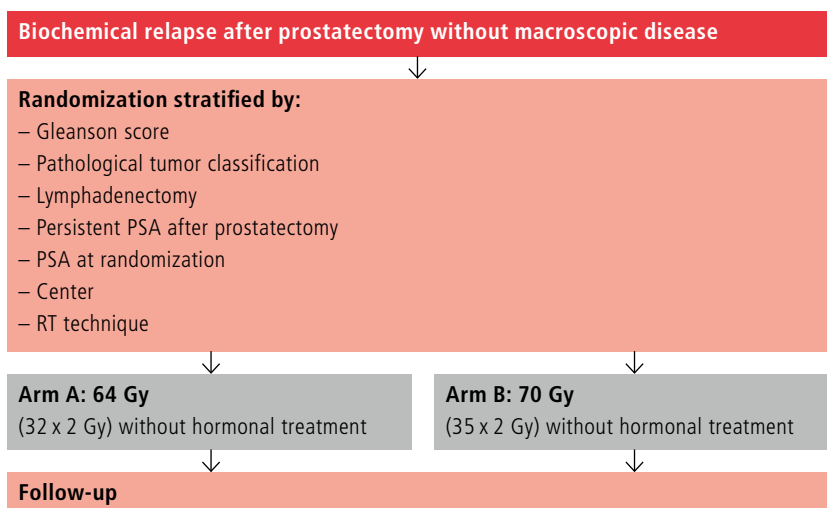 Biochemical relapse after prostatectomy without macroscopic disease
Randomization stratified by:
– Gleanson score
– Pathological tumor classification
– Lymphadenectomy
– Persistent PSA after prostatectomy
– PSA at randomization
– Center
– RT technique
Arm A: 64 Gy
(32 x 2 Gy) without hormonal treatment
Arm B: 70 Gy
(35 x 2 Gy) without hormonal treatment
Follow-up